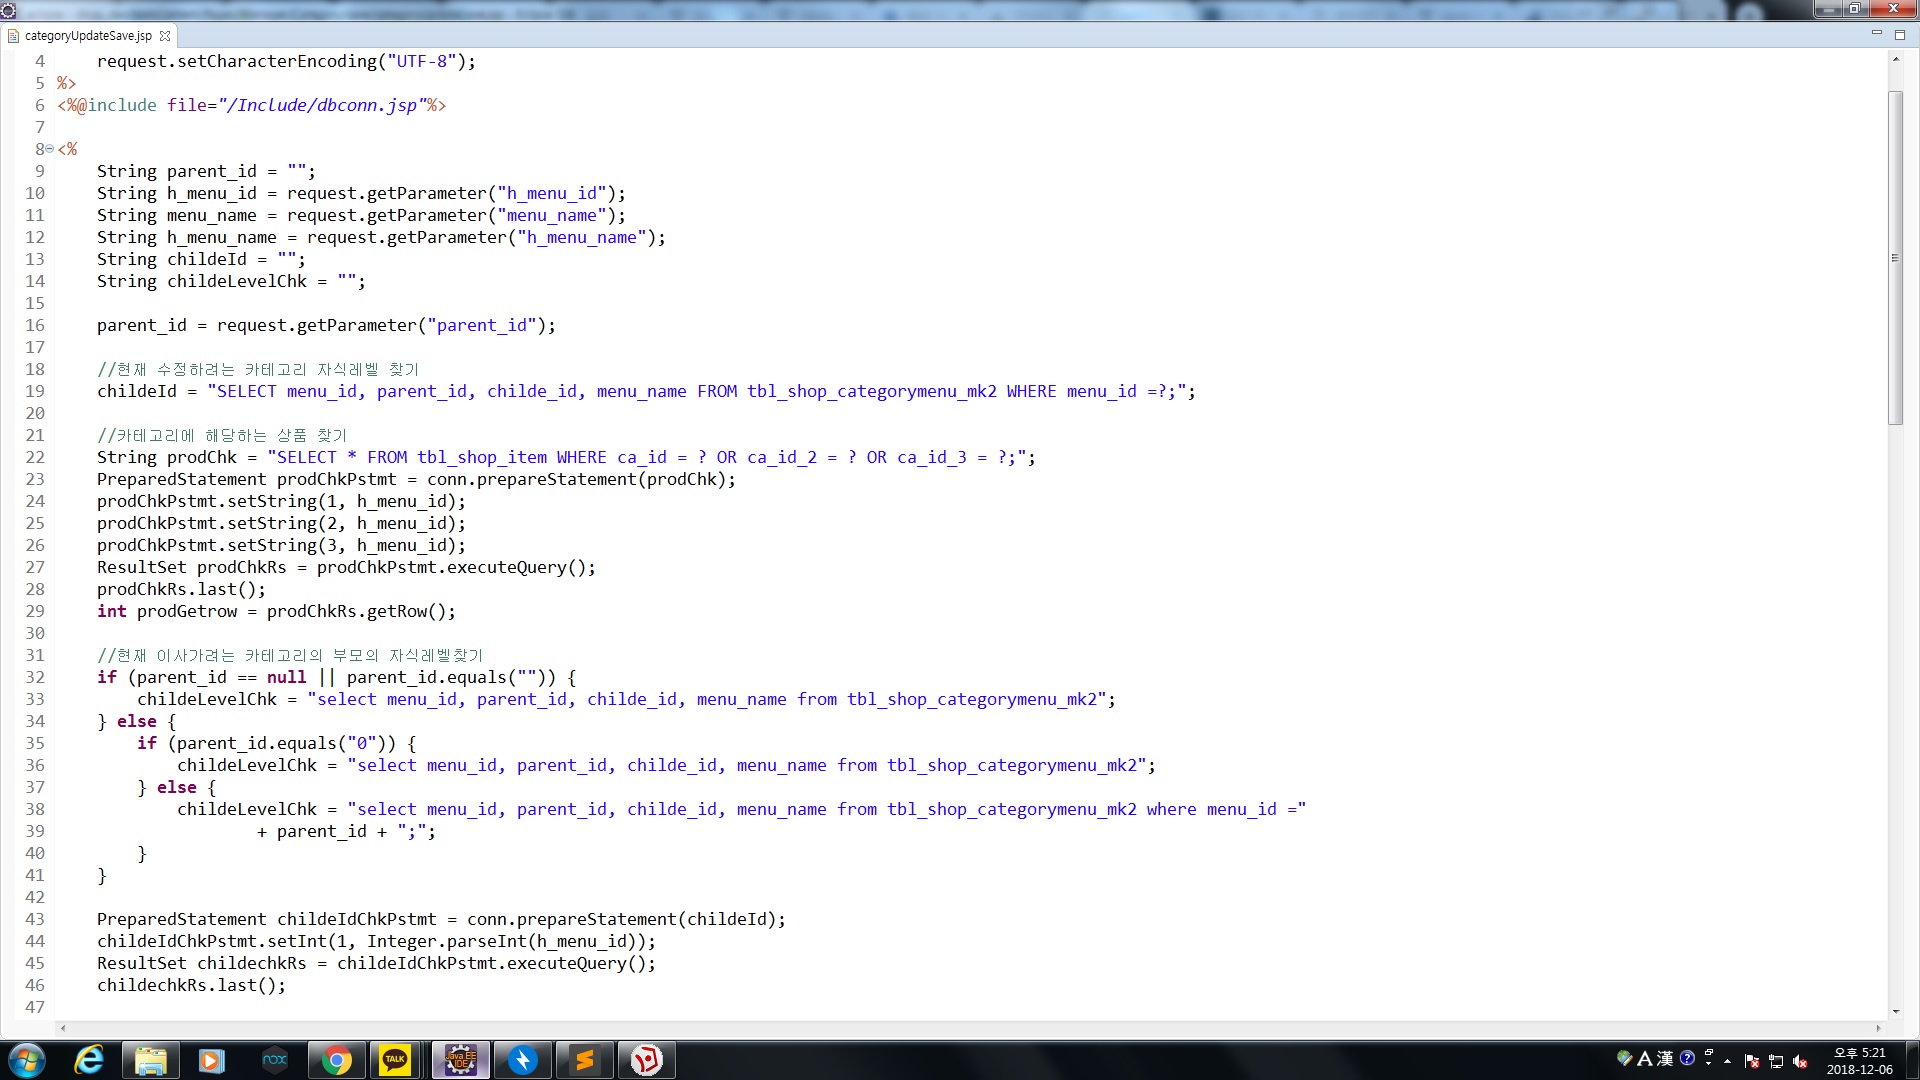 categoryUpdateSave.jsp
4 request.setCharacterEncoding("UTF-8");
5 %>
6 <%@include file="/Include/dbconn.jsp"%>
7
8 <%
9 String parent_id = "";
10 String h_menu_id = request.getParameter("h_menu_id");
11 String menu_name = request.getParameter("menu_name");
12 String h_menu_name = request.getParameter("h_menu_name");
13 String childeId = "";
14 String childeLevelChk = "";
15
16 parent_id = request.getParameter("parent_id");
17
18 //현재 수정하려는 카테고리 자식레벨 찾기
19 childeId = "SELECT menu_id, parent_id, childe_id, menu_name FROM tbl_shop_categorymenu_mk2 WHERE menu_id =?;";
20
21 //카테고리에 해당하는 상품 찾기
22 String prodChk = "SELECT * FROM tbl_shop_item WHERE ca_id = ? OR ca_id_2 = ? OR ca_id_3 = ?;";
23 PreparedStatement prodChkPstmt = conn.prepareStatement(prodChk);
24 prodChkPstmt.setString(1, h_menu_id);
25 prodChkPstmt.setString(2, h_menu_id);
26 prodChkPstmt.setString(3, h_menu_id);
27 ResultSet prodChkRs = prodChkPstmt.executeQuery();
28 prodChkRs.last();
29 int prodGetrow = prodChkRs.getRow();
30
31 //현재 이사가려는 카테고리의 부모의 자식레벨찾기
32 if (parent_id == null || parent_id.equals("")) {
33 childeLevelChk = "select menu_id, parent_id, childe_id, menu_name from tbl_shop_categorymenu_mk2";
34 } else {
35 if (parent_id.equals("0")) {
36 childeLevelChk = "select menu_id, parent_id, childe_id, menu_name from tbl_shop_categorymenu_mk2";
37 } else {
38 childeLevelChk = "select menu_id, parent_id, childe_id, menu_name from tbl_shop_categorymenu_mk2 where menu_id ="
39 + parent_id + ";";
40 }
41 }
42
43 PreparedStatement childeIdChkPstmt = conn.prepareStatement(childeId);
44 childeIdChkPstmt.setInt(1, Integer.parseInt(h_menu_id));
45 ResultSet childechkRs = childeIdChkPstmt.executeQuery();
46 childechkRs.last();
47
nox
TALK
Java EE
IDE
A 漢
오후 5:21
2018-12-06